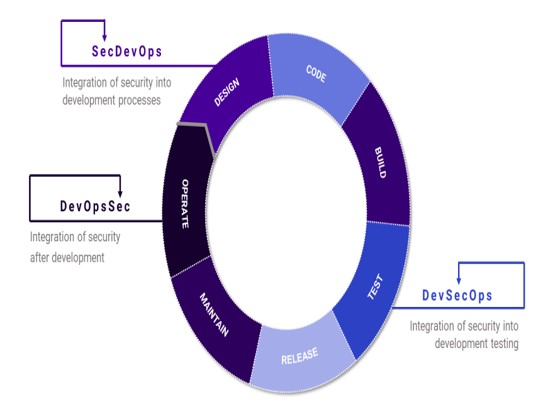 SecDevOps
Integration of security into
development processes
DESIGN
CODE
BUILD
TEST
RELEASE
MAINTAIN
OPERATE
DevOpsSec
Integration of security
after development
DevSecOps
Integration of security into
development testing